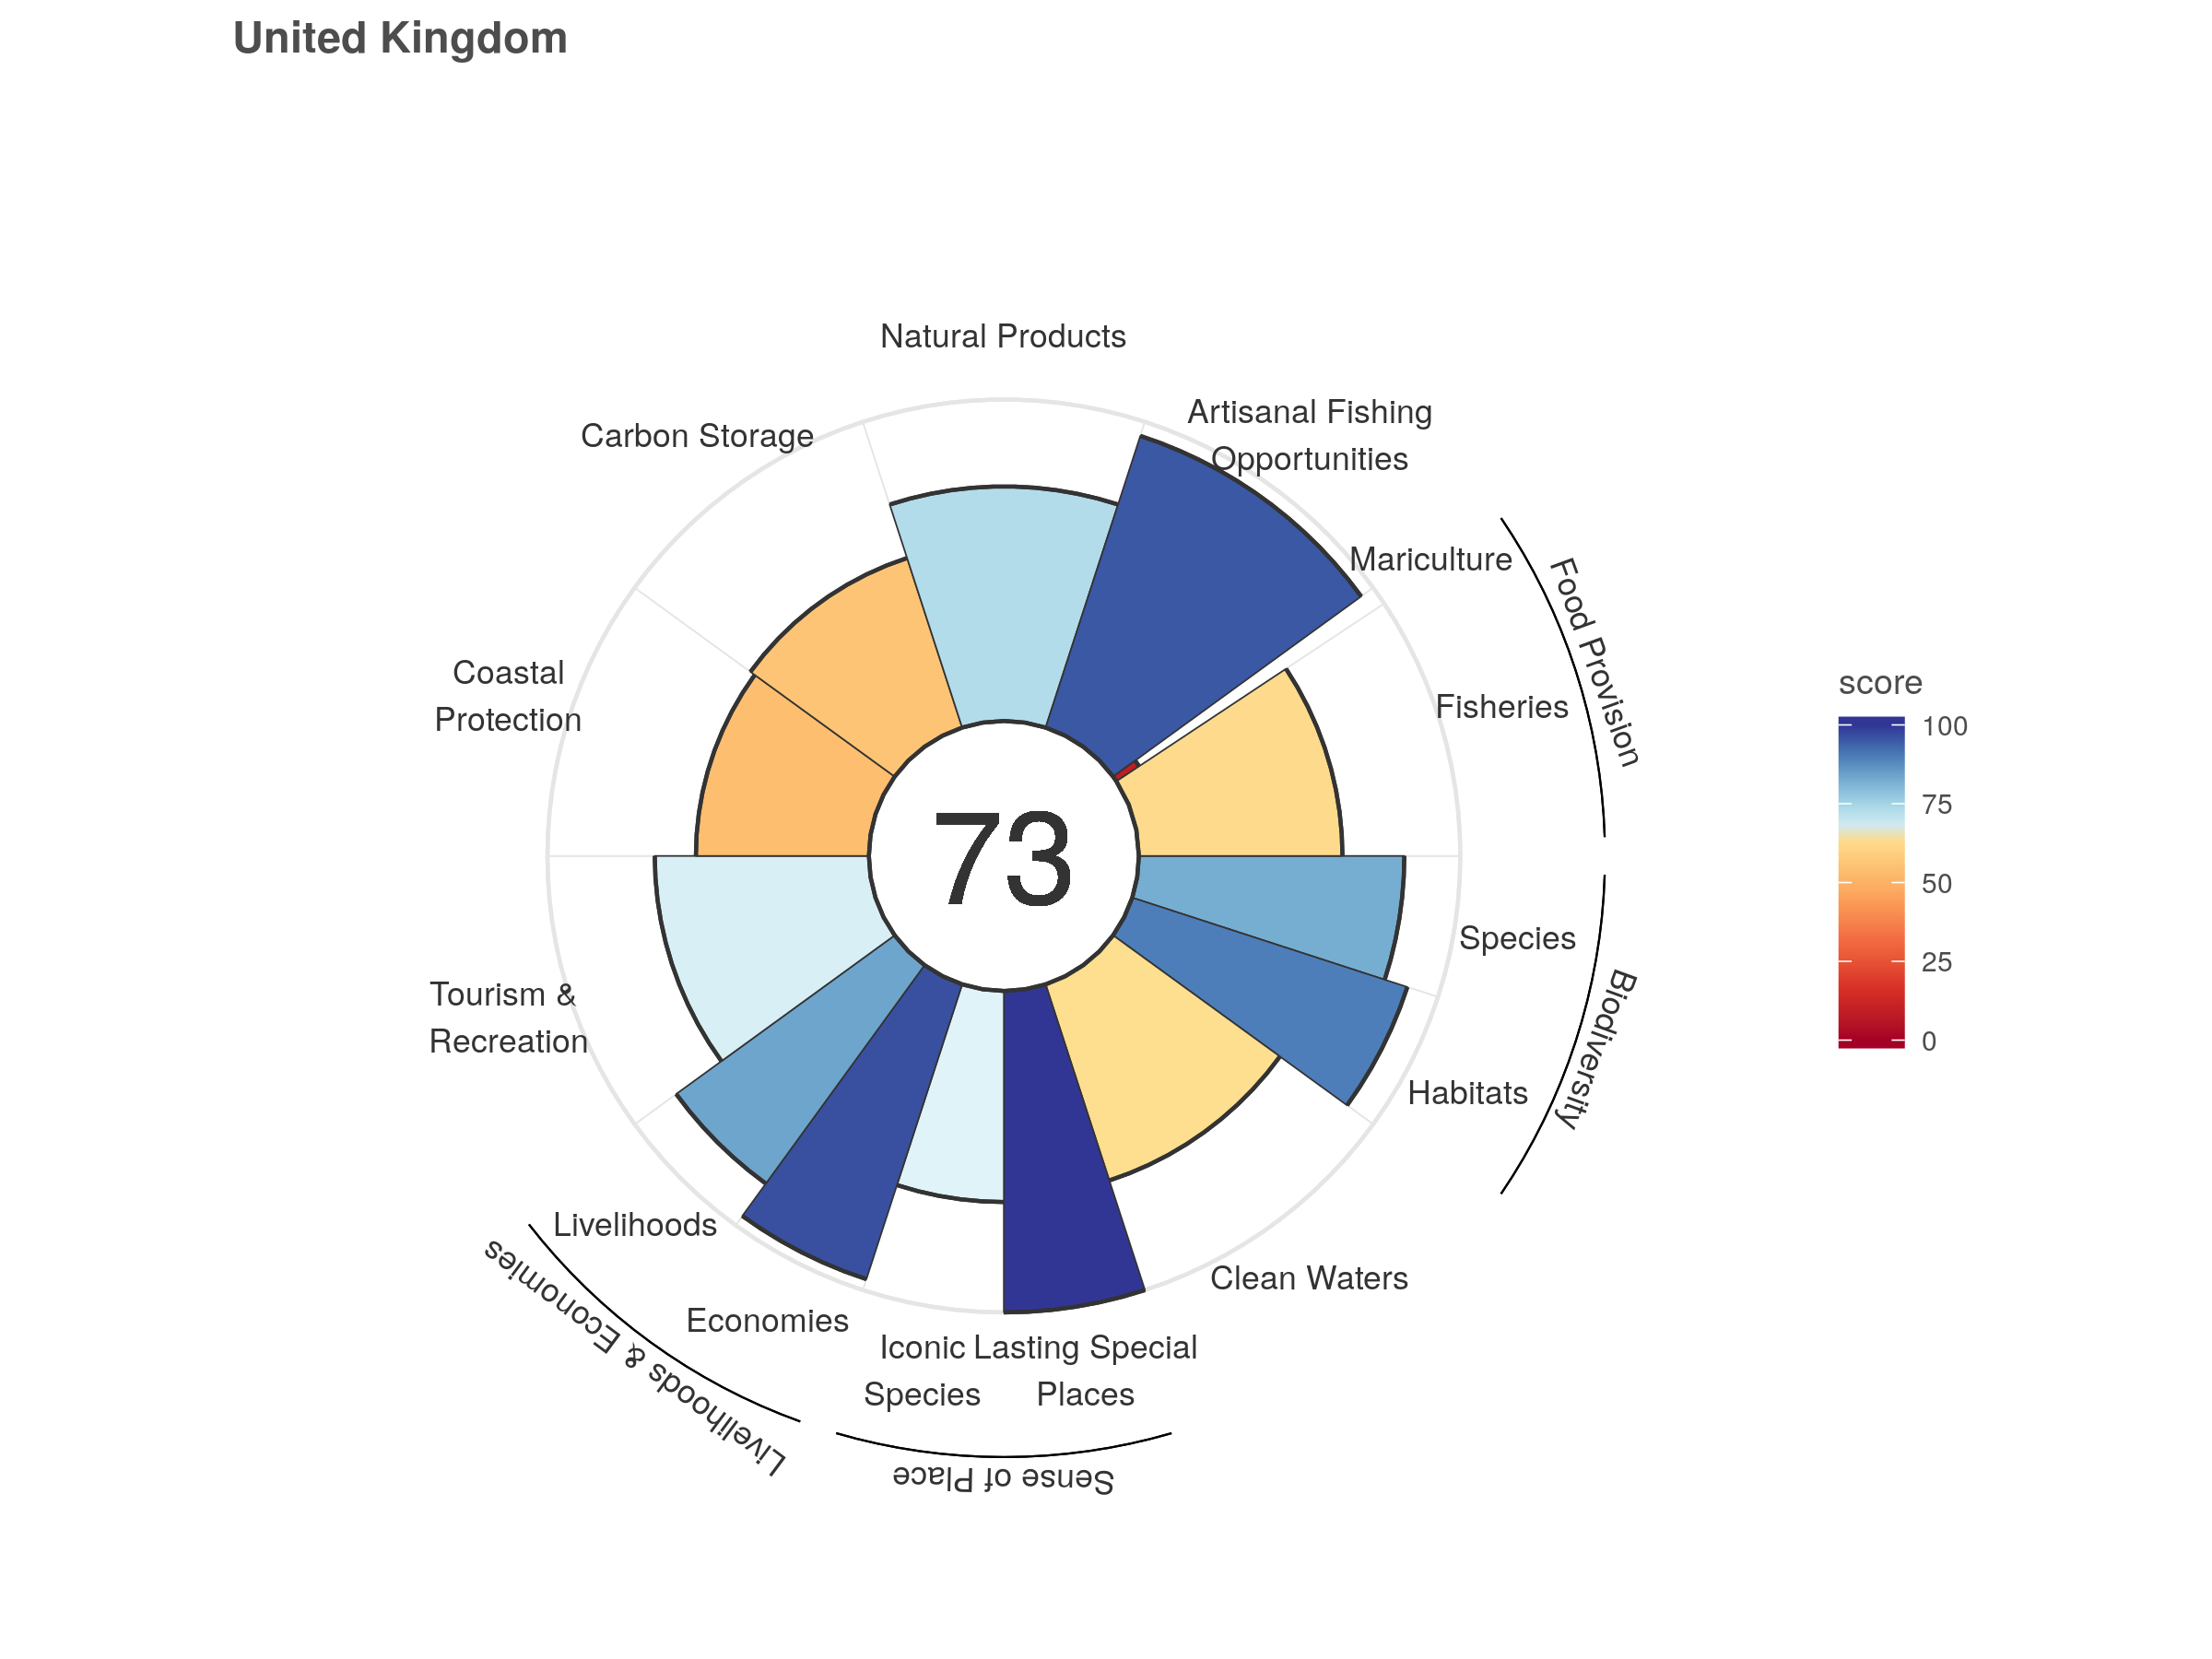 United Kingdom
Natural Products
Artisanal Fishing
Opportunities
Carbon Storage
Mariculture
Food Provision
Coastal
Protection
Fisheries
score
100
75
50
25
0
73
Species
Biodiversity
Tourism &
Recreation
Habitats
Livelihoods
Clean Waters
Livelihoods & Economies
Economies
Iconic
Species
Lasting Special
Places
Sense of Place